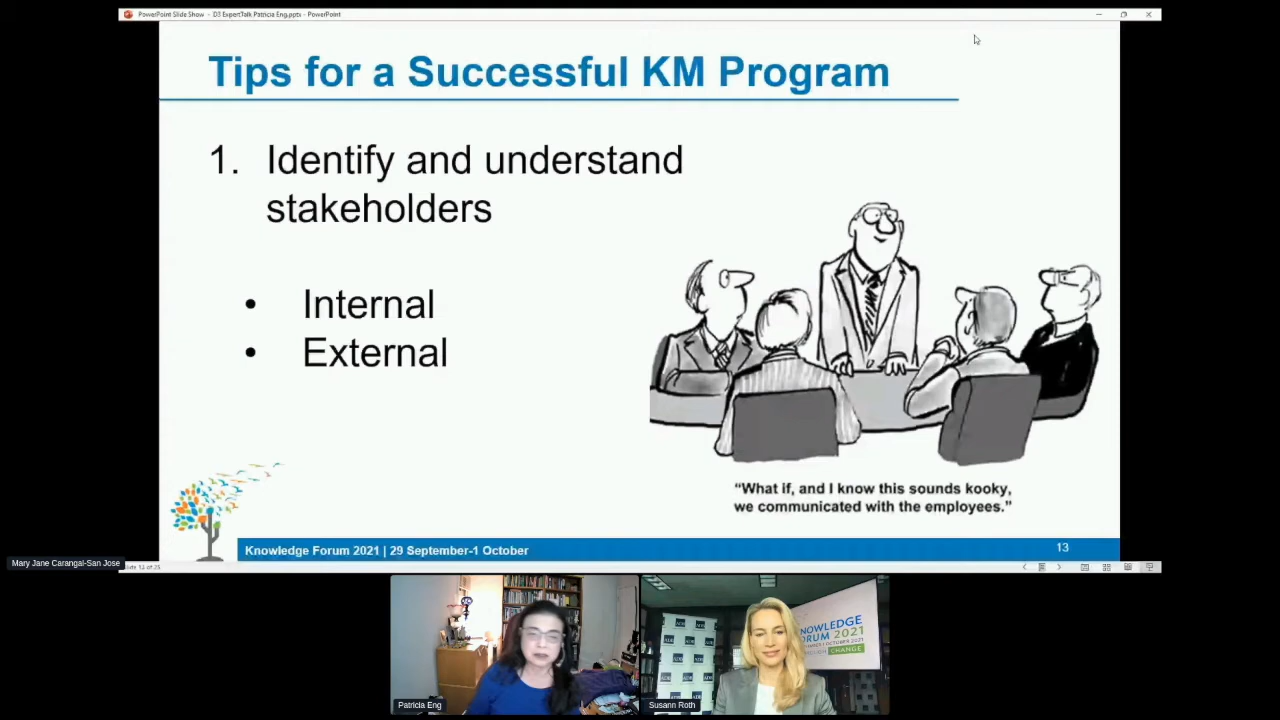 PowerPoint Slide Show - D3 ExpertTalk Patricia Eng.pptx - PowerPoint
Tips for a Successful KM Program
1. Identify and understand
stakeholders
• Internal
• External
“What if, and I know this sounds kooky,
we communicated with the employees.”
Knowledge Forum 2021 | 29 September-1 October
13
Mary Jane Carangal-San Jose
ADB
KNOWLEDGE
FORUM 2021
CHANGE
Patricia Eng
Susann Roth